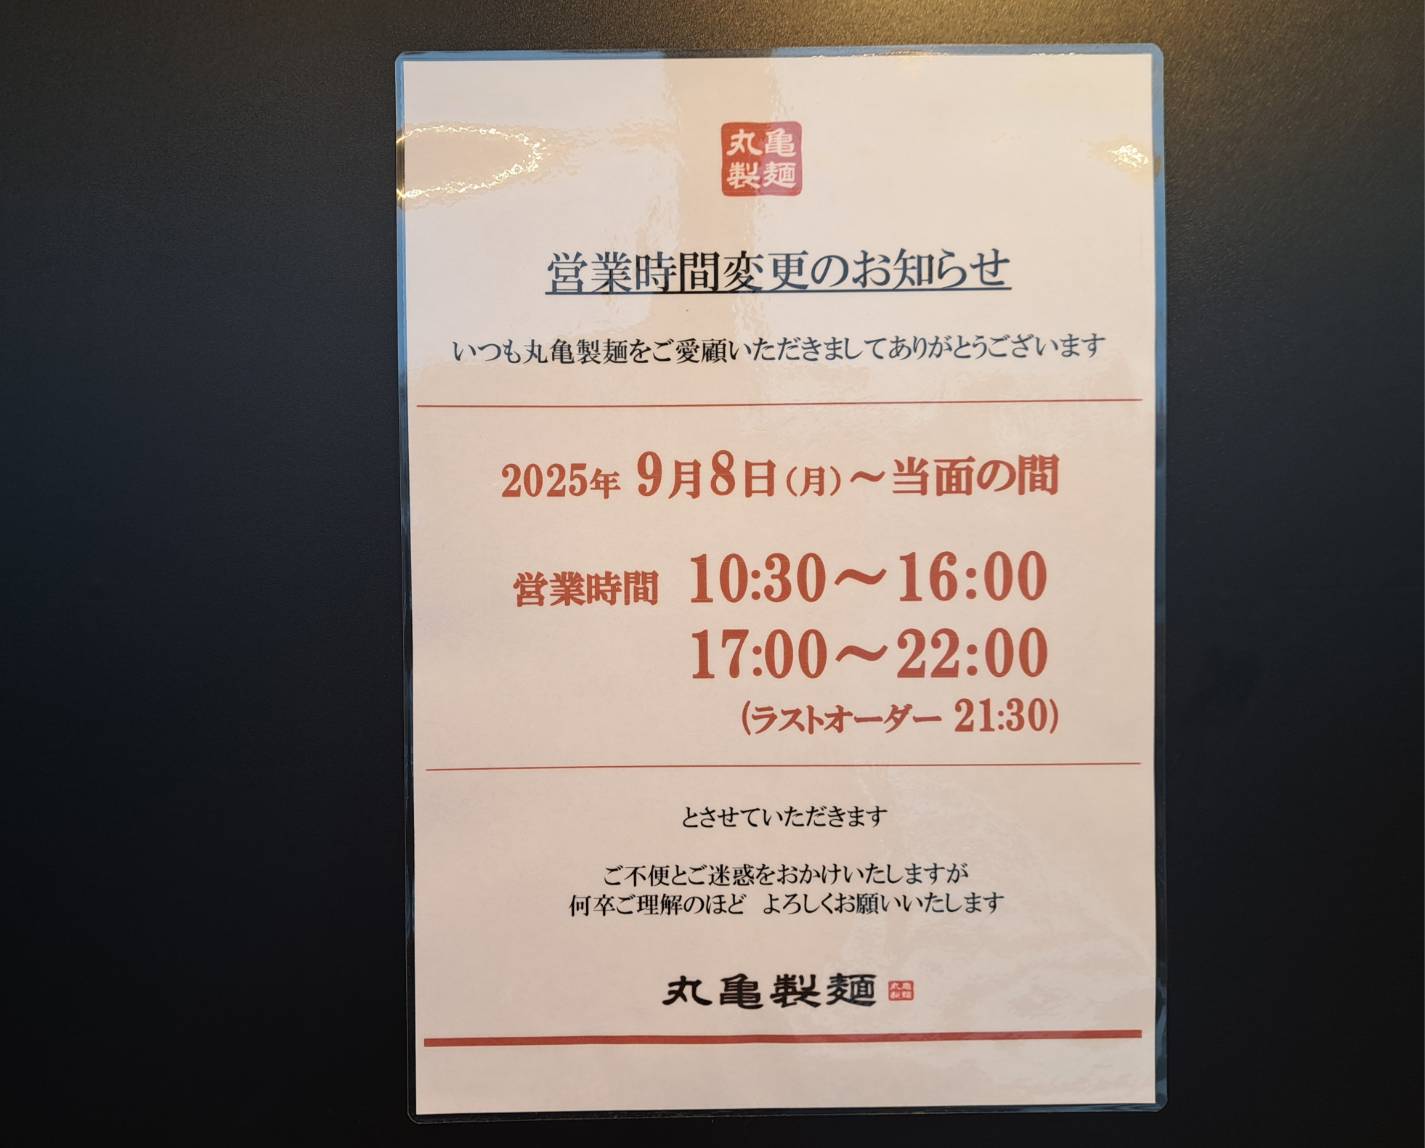 丸亀
製麺
営業時間変更のお知らせ
いつも丸亀製麺をご愛顧いただきましてありがとうございます
2025年 9月8日(月)～当面の間
営業時間 10:30～16:00
17:00～22:00
(ラストオーダー 21:30)
とさせていただきます
ご不便とご迷惑をおかけいたしますが
何卒ご理解のほど よろしくお願いいたします
丸亀製麺 丸亀製麺